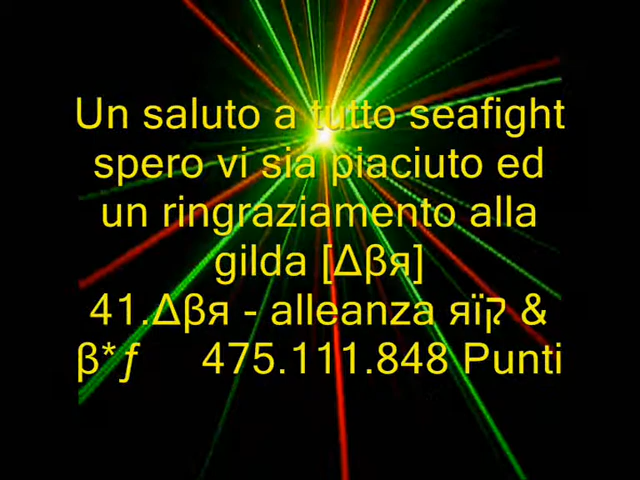 Un saluto a tutto seafight
spero vi sia piaciuto ed
un ringraziamento alla
gilda [Δβя]
41.Δβя - alleanza яïקּ &
β*ƒ 475.111.848 Punti